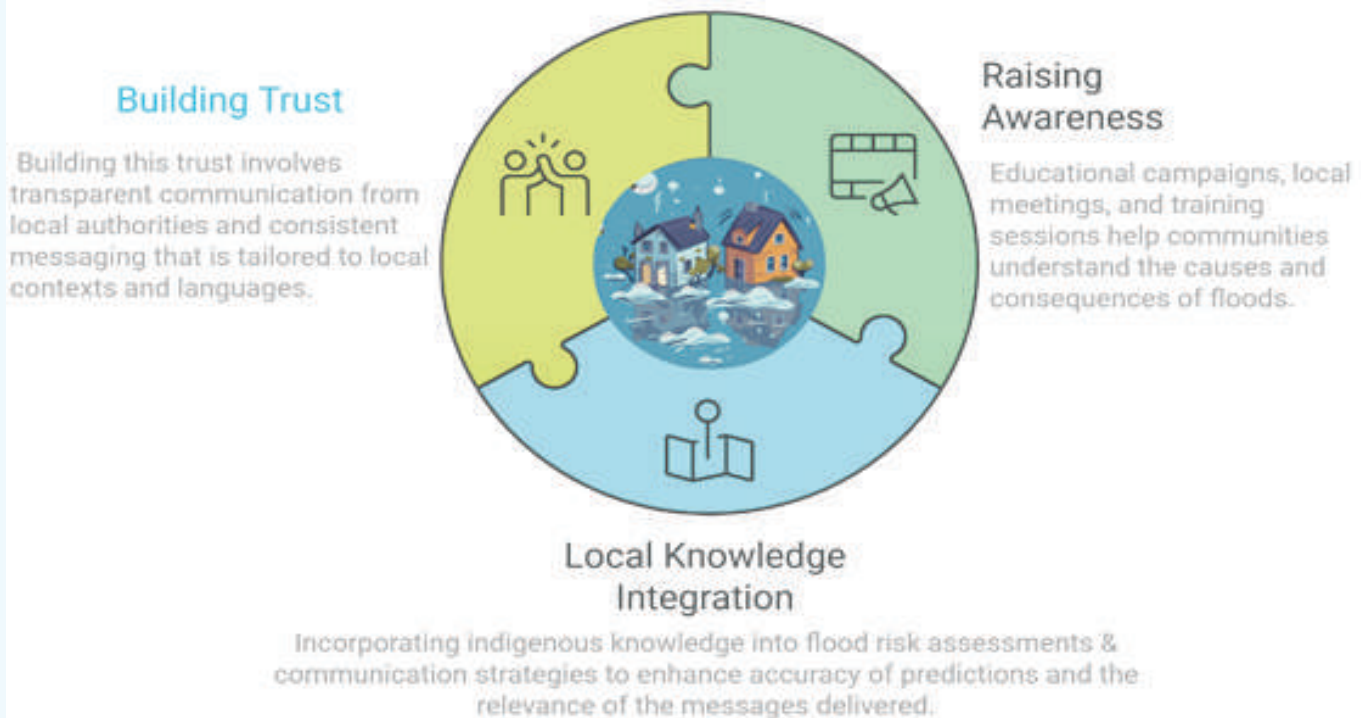 Building Trust
Building this trust involves
transparent communication from
local authorities and consistent
messaging that is tailored to local
contexts and languages.
Raising
Awareness
Educational campaigns, local
meetings, and training
sessions help communities
understand the causes and
consequences of floods.
Local Knowledge
Integration
Incorporating indigenous knowledge into flood risk assessments &
communication strategies to enhance accuracy of predictions and the
relevance of the messages delivered.